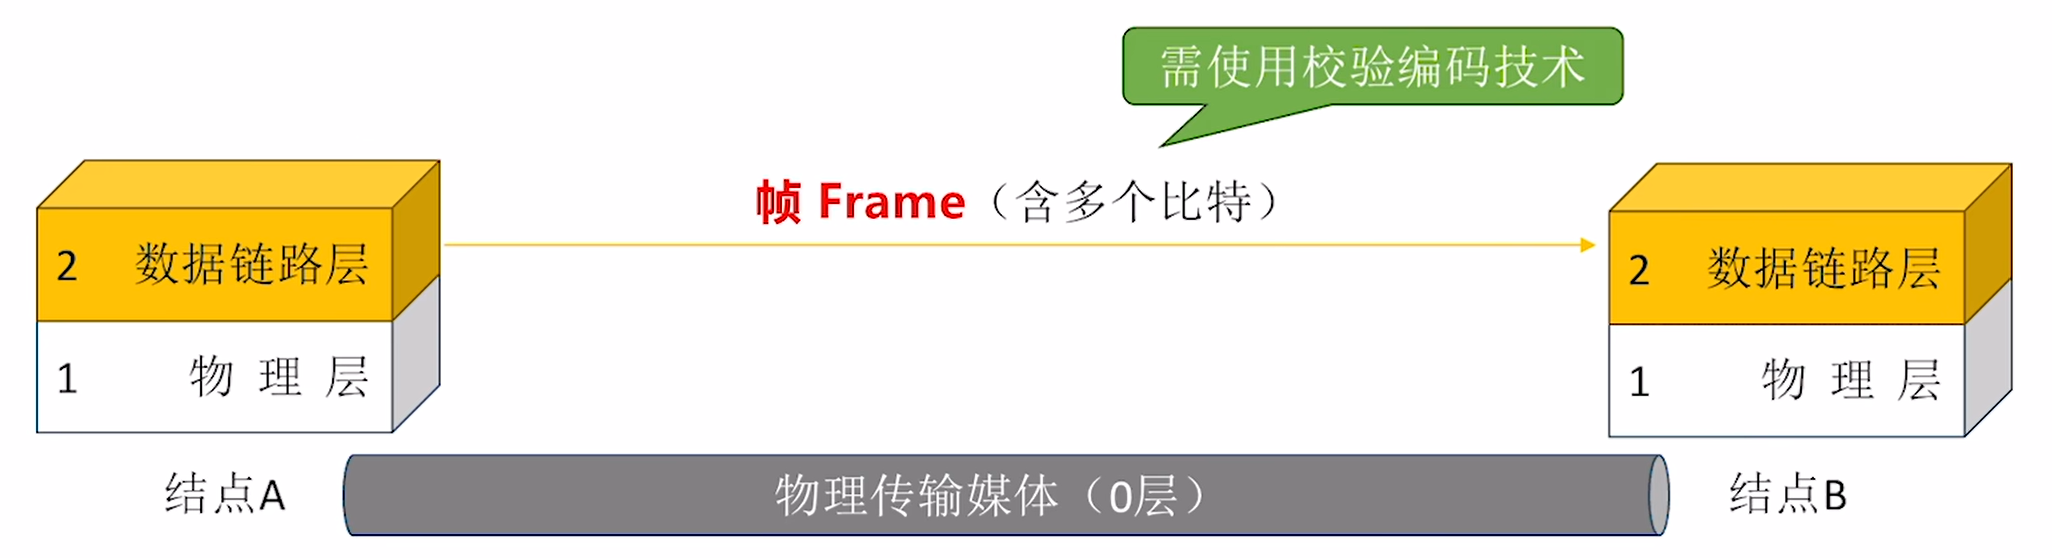 需使用校验编码技术
帧 Frame（含多个比特）
2 数据链路层
1 物 理 层
2 数据链路层
1 物 理 层
结点A
物理传输媒体（0层）
结点B